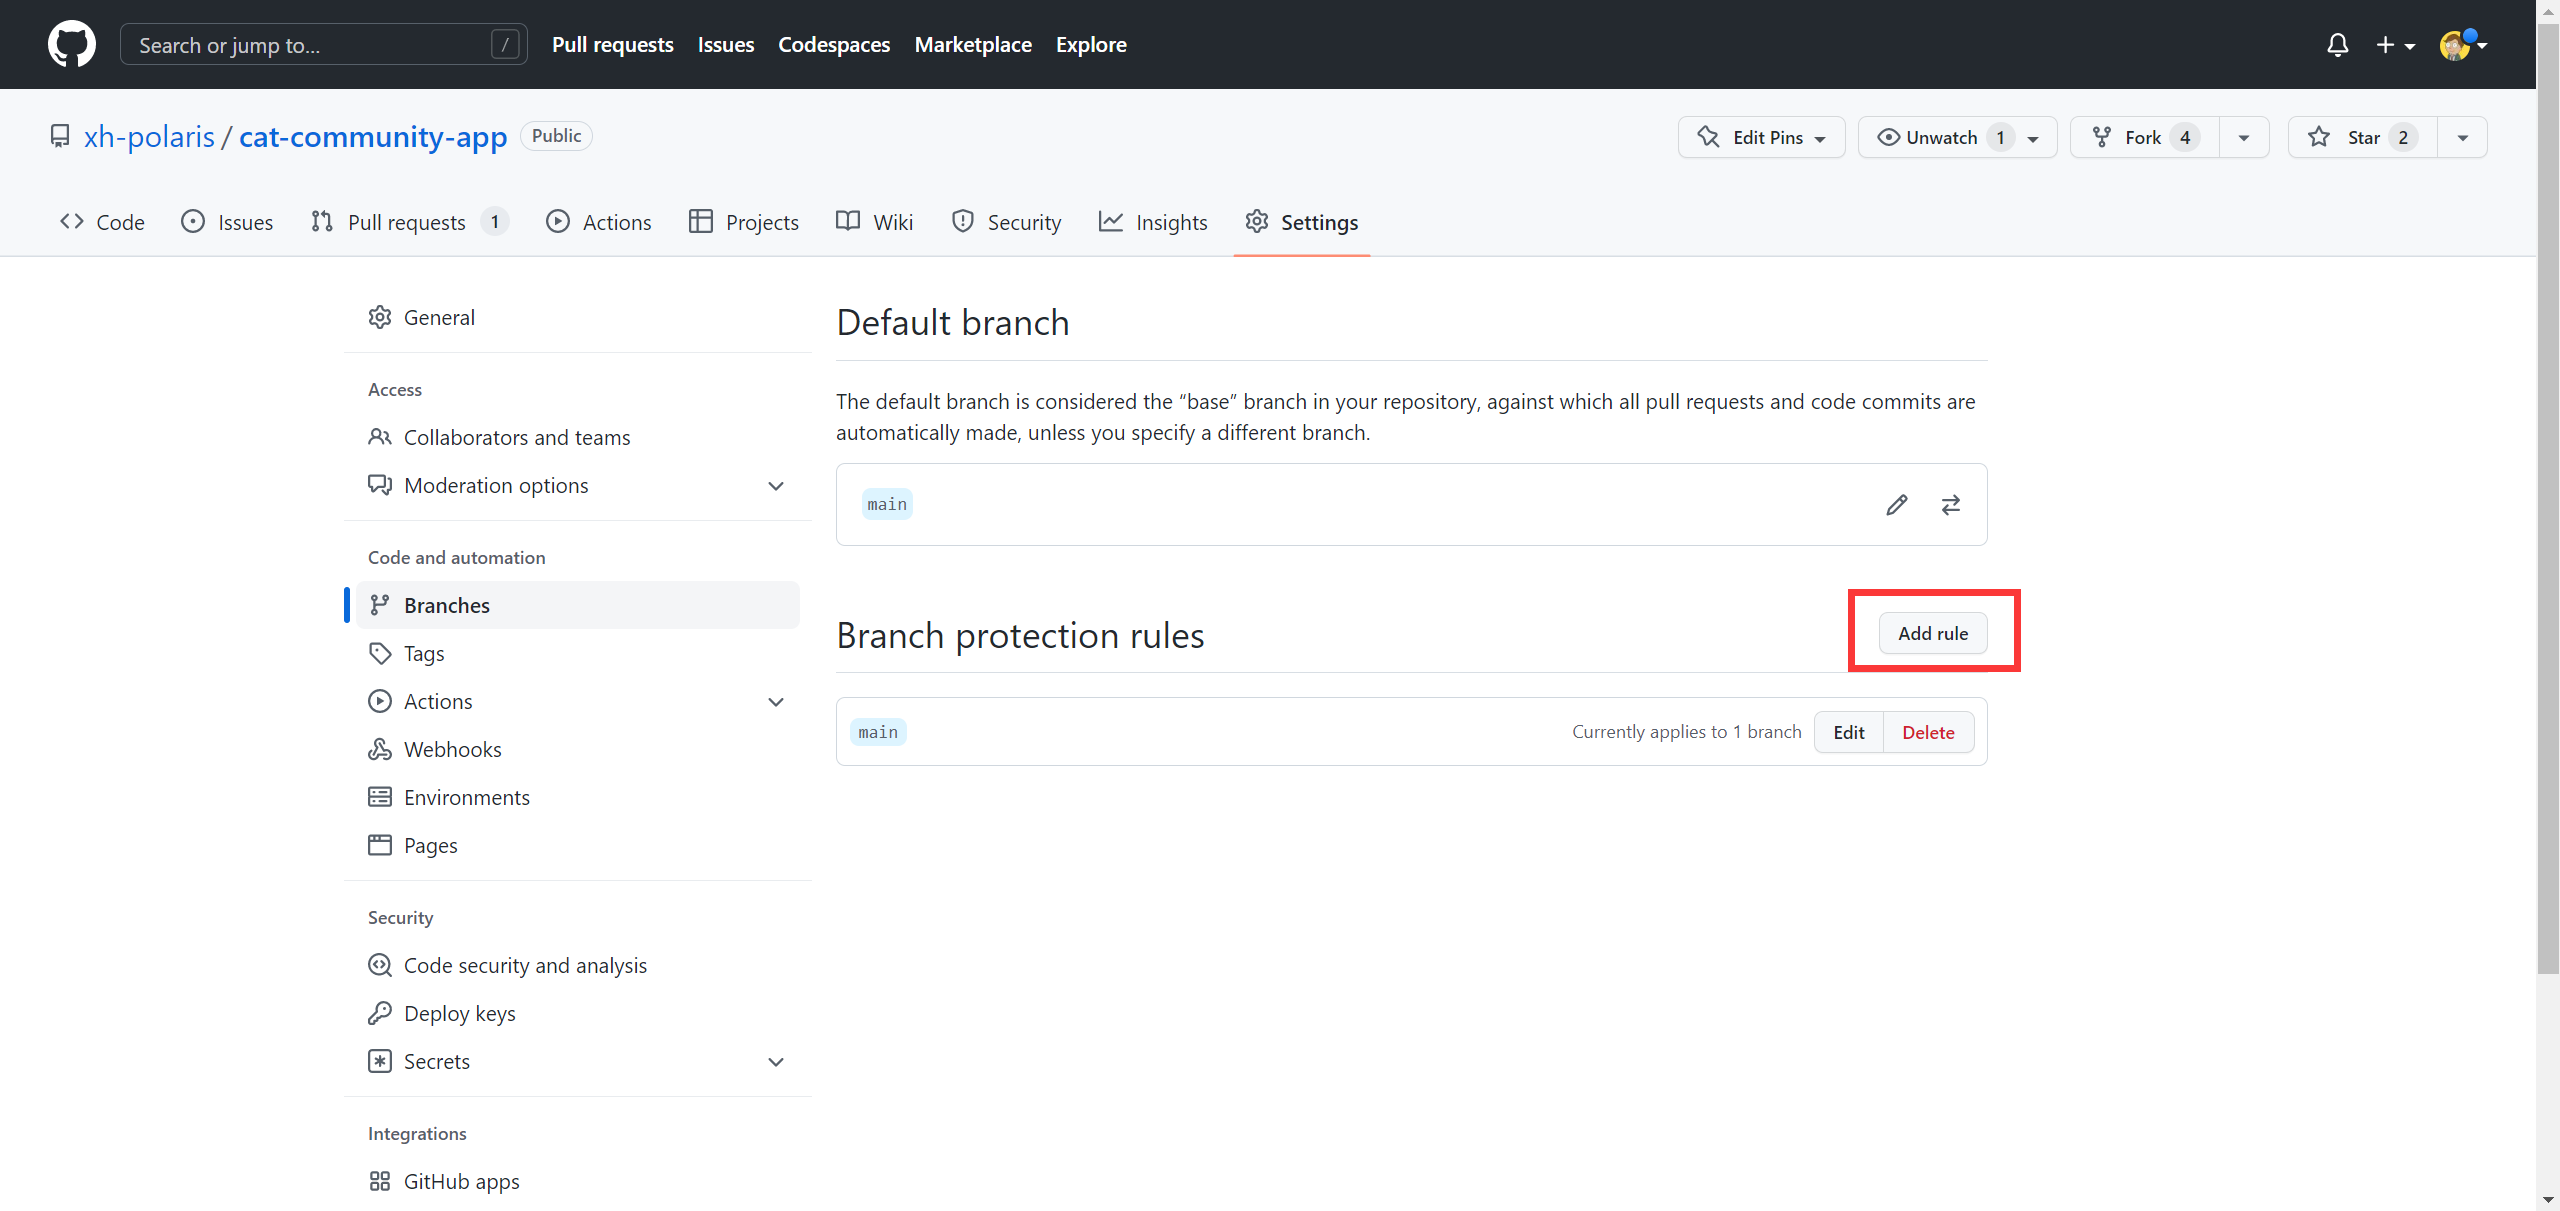 Search or jump to... /
Pull requests Issues Codespaces Marketplace Explore
xh-polaris / cat-community-app Public
Edit Pins Unwatch 1 Fork 4 Star 2
Code Issues Pull requests 1 Actions Projects Wiki Security Insights Settings
General
Access
Collaborators and teams
Moderation options
Code and automation
Branches
Tags
Actions
Webhooks
Environments
Pages
Security
Code security and analysis
Deploy keys
Secrets
Integrations
GitHub apps
Default branch
The default branch is considered the “base” branch in your repository, against which all pull requests and code commits are
automatically made, unless you specify a different branch.
main
Branch protection rules
Add rule
main Currently applies to 1 branch Edit Delete